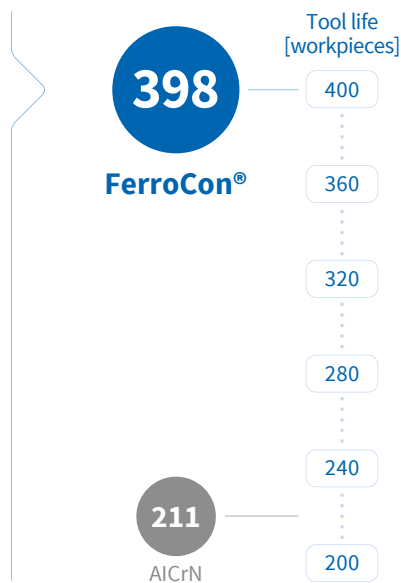 Tool life
[workpieces]
398
400
FerroCon®
360
320
280
240
211
AlCrN
200